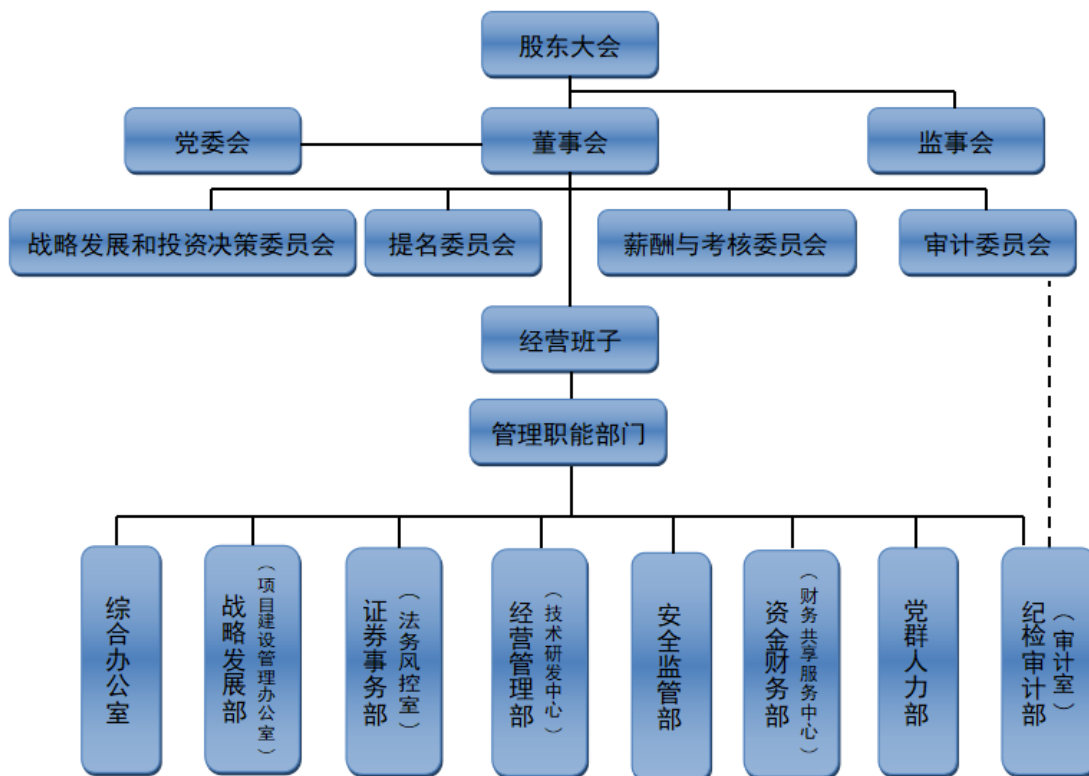 股东大会
党委会
董事会
监事会
战略发展和投资决策委员会
提名委员会
薪酬与考核委员会
审计委员会
经营班子
管理职能部门
综合办公室
战略发展部
（项目建设管理办公室）
证券事务部
（法务风控室）
经营管理部
（技术研发中心）
安全监管部
资金财务部
（财务共享服务中心）
党群人力部
纪检审计部
（审计室）